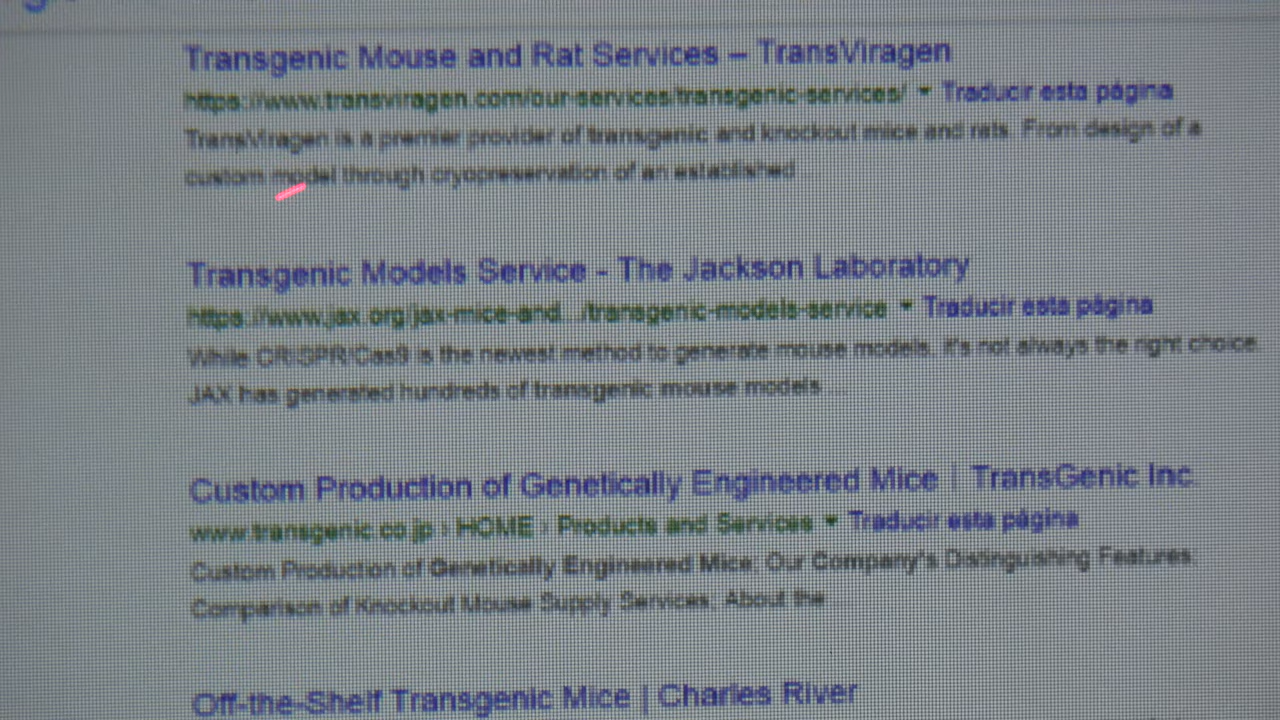 Transgenic Mouse and Rat Services – TransViragen
https://www.transviragen.com/our-services/transgenic-services/ ▾ Traducir esta página
TransViragen is a premier provider of transgenic and knockout mice and rats. From design of a
custom model through cryopreservation of an established ...
Transgenic Models Service - The Jackson Laboratory
https://www.jax.org/jax-mice-and.../transgenic-models-service ▾ Traducir esta página
While CRISPR/Cas9 is the newest method to generate mouse models, it's not always the right choice.
JAX has generated hundreds of transgenic mouse models ...
Custom Production of Genetically Engineered Mice | TransGenic Inc.
www.transgenic.co.jp › HOME › Products and Services ▾ Traducir esta página
Custom Production of Genetically Engineered Mice; Our Company's Distinguishing Features;
Comparison of Knockout Mouse Supply Services; About the
Off-the-Shelf Transgenic Mice | Charles River